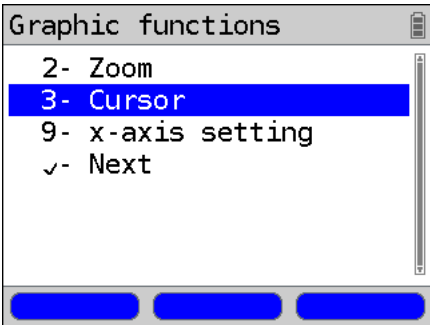 Graphic functions
2- Zoom
3- Cursor
9- x-axis setting
✓- Next